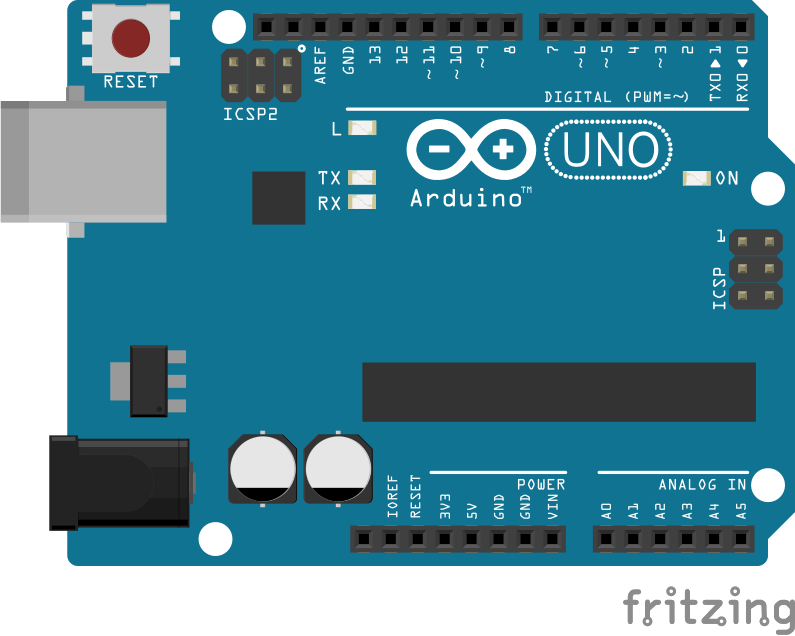 RESET
ICSP2
AREF
GND
13
12
~11
~10
~9
8
7
~6
~5
4
~3
2
TX0▶1
RX0◀0
DIGITAL (PWM=~)
L
TX
RX
Arduino™
UNO
ON
1
ICSP
POWER
ANALOG IN
IOREF
RESET
3V3
5V
GND
GND
VIN
A0
A1
A2
A3
A4
A5
fritzing